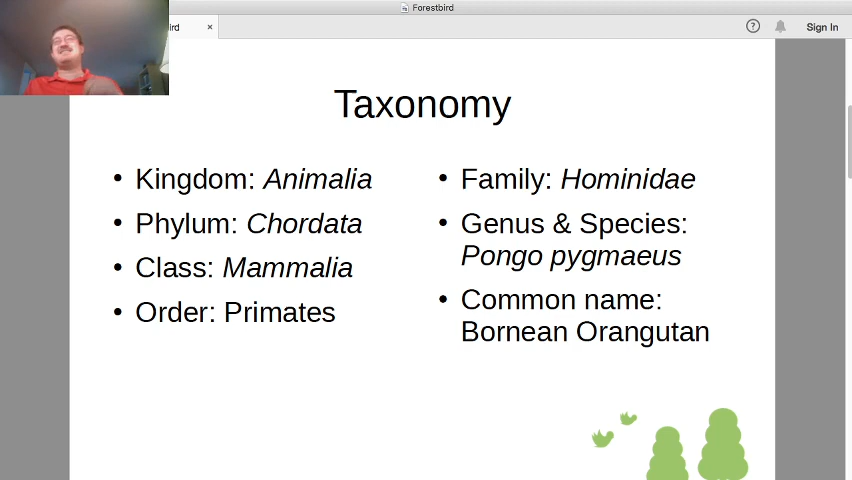 Forestbird
ird ×
? Sign In
Taxonomy
• Kingdom: Animalia
• Phylum: Chordata
• Class: Mammalia
• Order: Primates
• Family: Hominidae
• Genus & Species:
Pongo pygmaeus
• Common name:
Bornean Orangutan